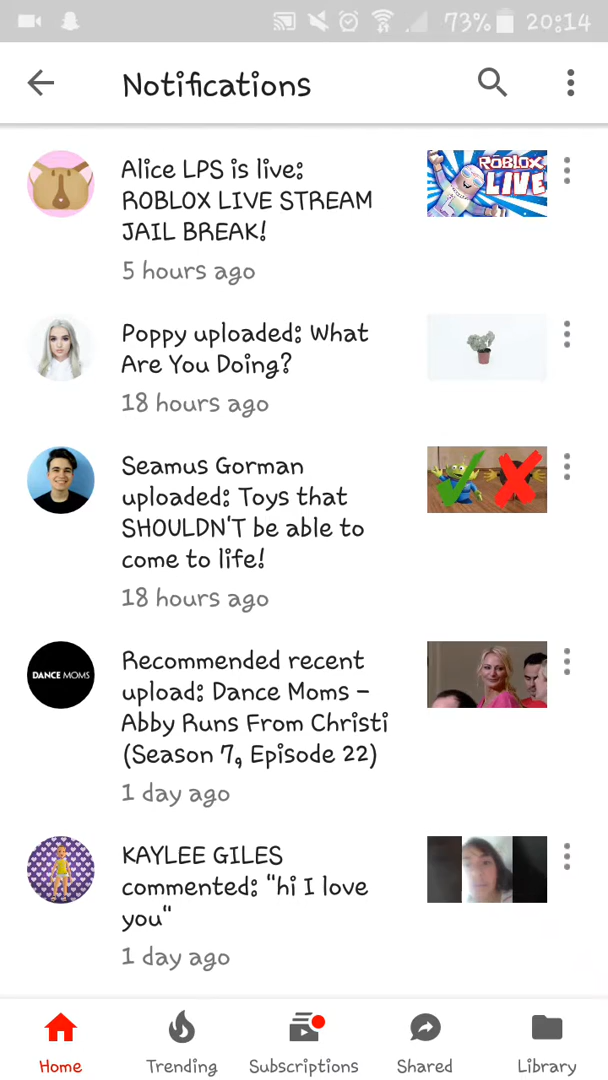 73% 20:14
Notifications
Alice LPS is live:
ROBLOX LIVE STREAM
JAIL BREAK!
5 hours ago
ROBLOX
LIVE
Poppy uploaded: What
Are You Doing?
18 hours ago
Seamus Gorman
uploaded: Toys that
SHOULDN'T be able to
come to life!
18 hours ago
DANCE MOMS
Recommended recent
upload: Dance Moms -
Abby Runs From Christi
(Season 7, Episode 22)
1 day ago
KAYLEE GILES
commented: "hi I love
you"
1 day ago
Home Trending Subscriptions Shared Library